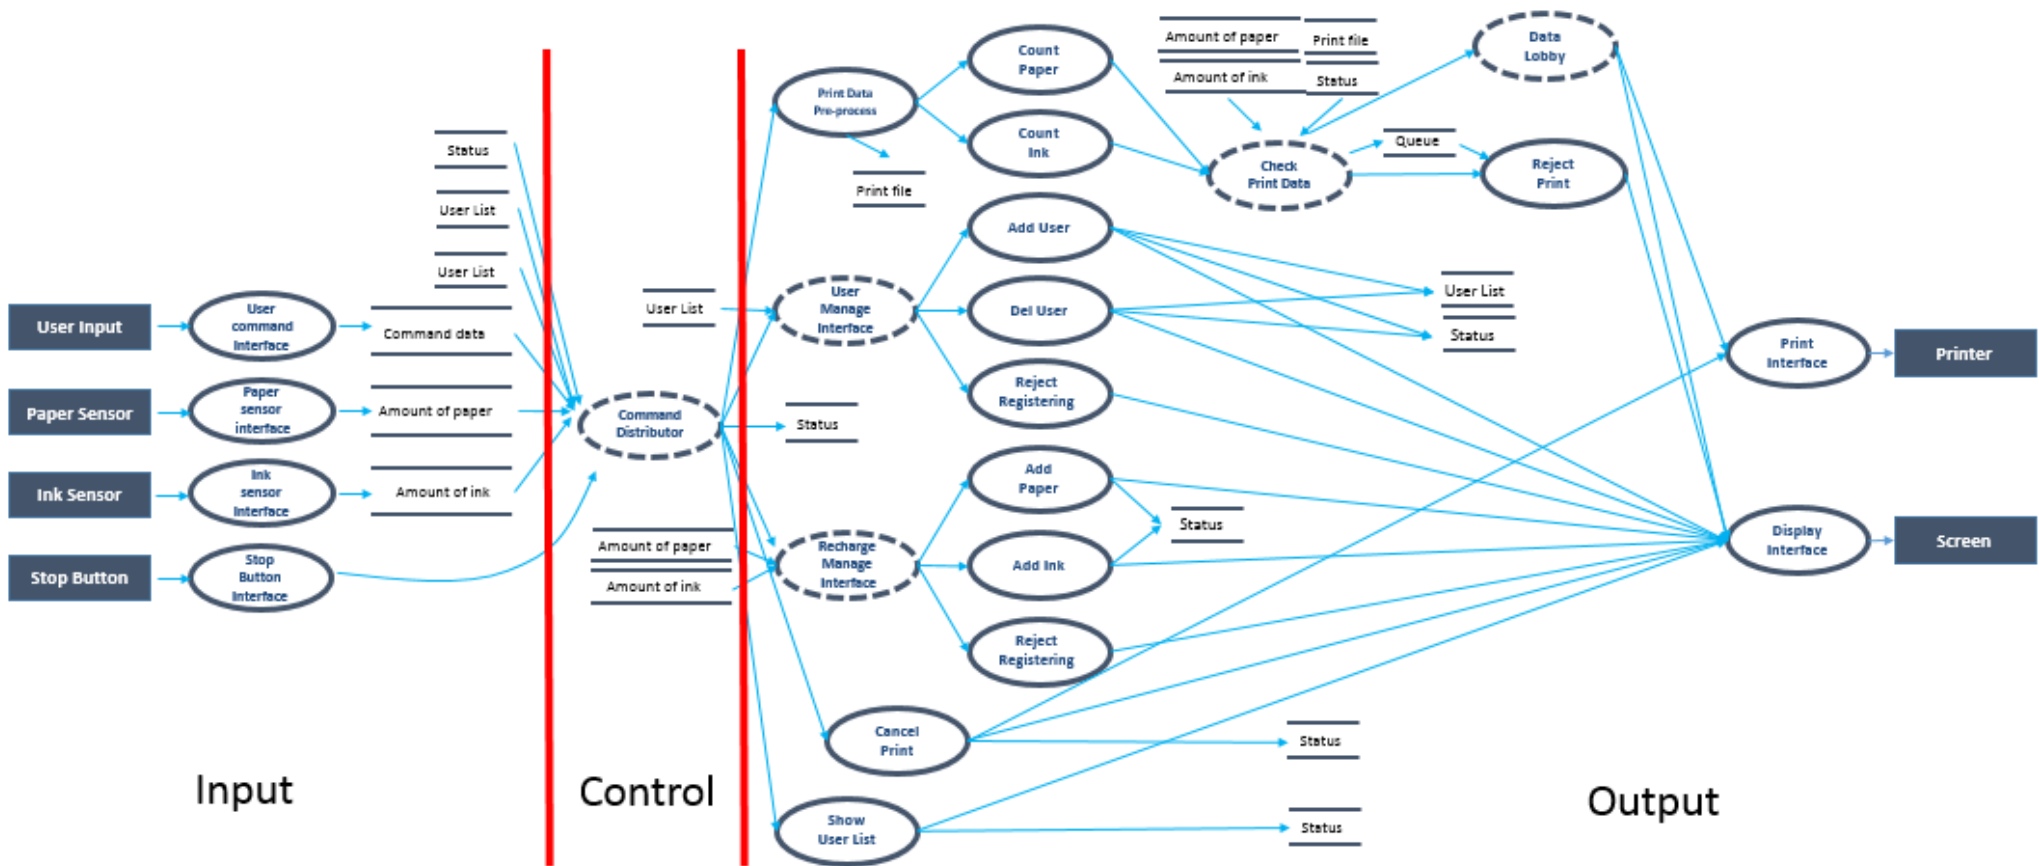 Status
User List
User List
User Input
User
command
Interface
Command data
Paper Sensor
Paper
sensor
interface
Amount of paper
Ink Sensor
Ink
sensor
Interface
Amount of ink
Stop Button
Stop
Button
Interface
Input
Command
Distributor
User List
Amount of paper
Amount of ink
Control
Print Data
Pre-process
Print file
Count
Paper
Count
Ink
Amount of paper
Print file
Amount of ink
Status
Check
Print Data
Queue
Data
Lobby
Reject
Print
User
Manage
Interface
Add User
Del User
Reject
Registering
User List
Status
Status
Recharge
Manage
Interface
Add
Paper
Add Ink
Reject
Registering
Status
Cancel
Print
Status
Show
User List
Status
Print
Interface
Printer
Display
Interface
Screen
Output